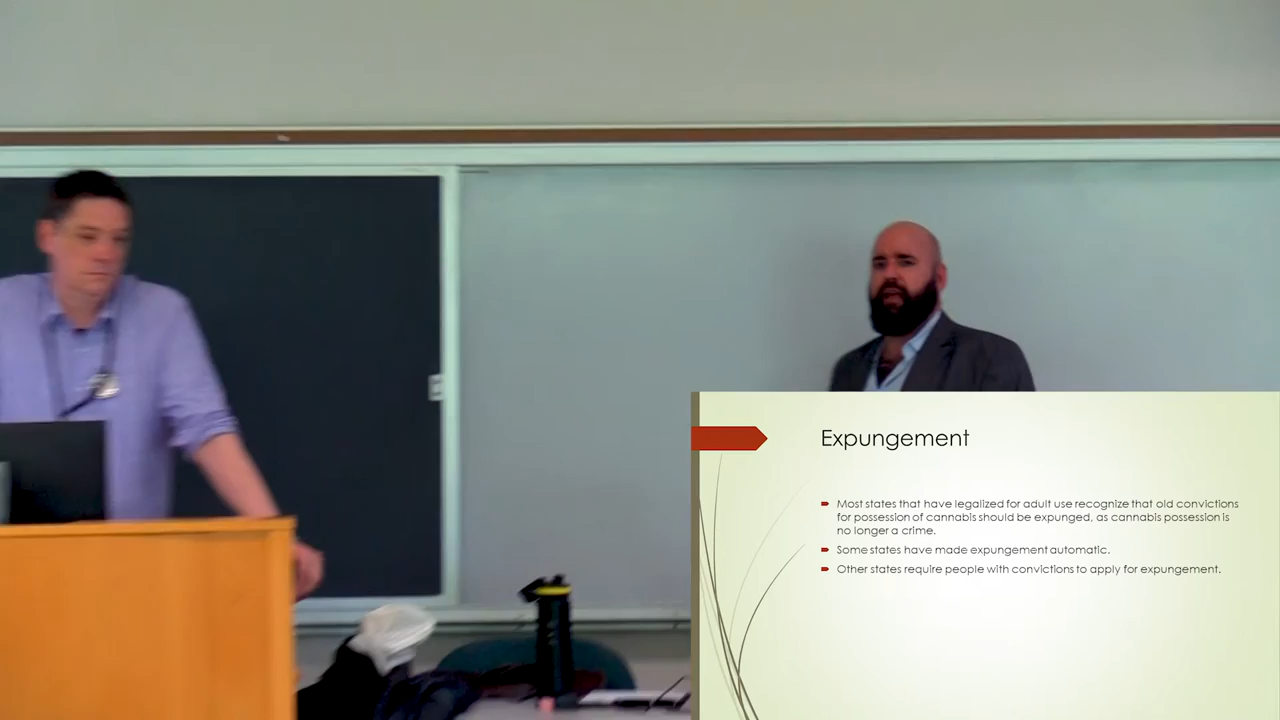 Expungement
Most states that have legalized for adult use recognize that old convictions
for possession of cannabis should be expunged, as cannabis possession is
no longer a crime.
Some states have made expungement automatic.
Other states require people with convictions to apply for expungement.